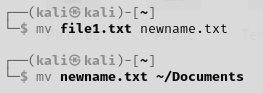 ┌──(kali㉿kali)-[~]
└─$ mv file1.txt newname.txt
┌──(kali㉿kali)-[~]
└─$ mv newname.txt ~/Documents